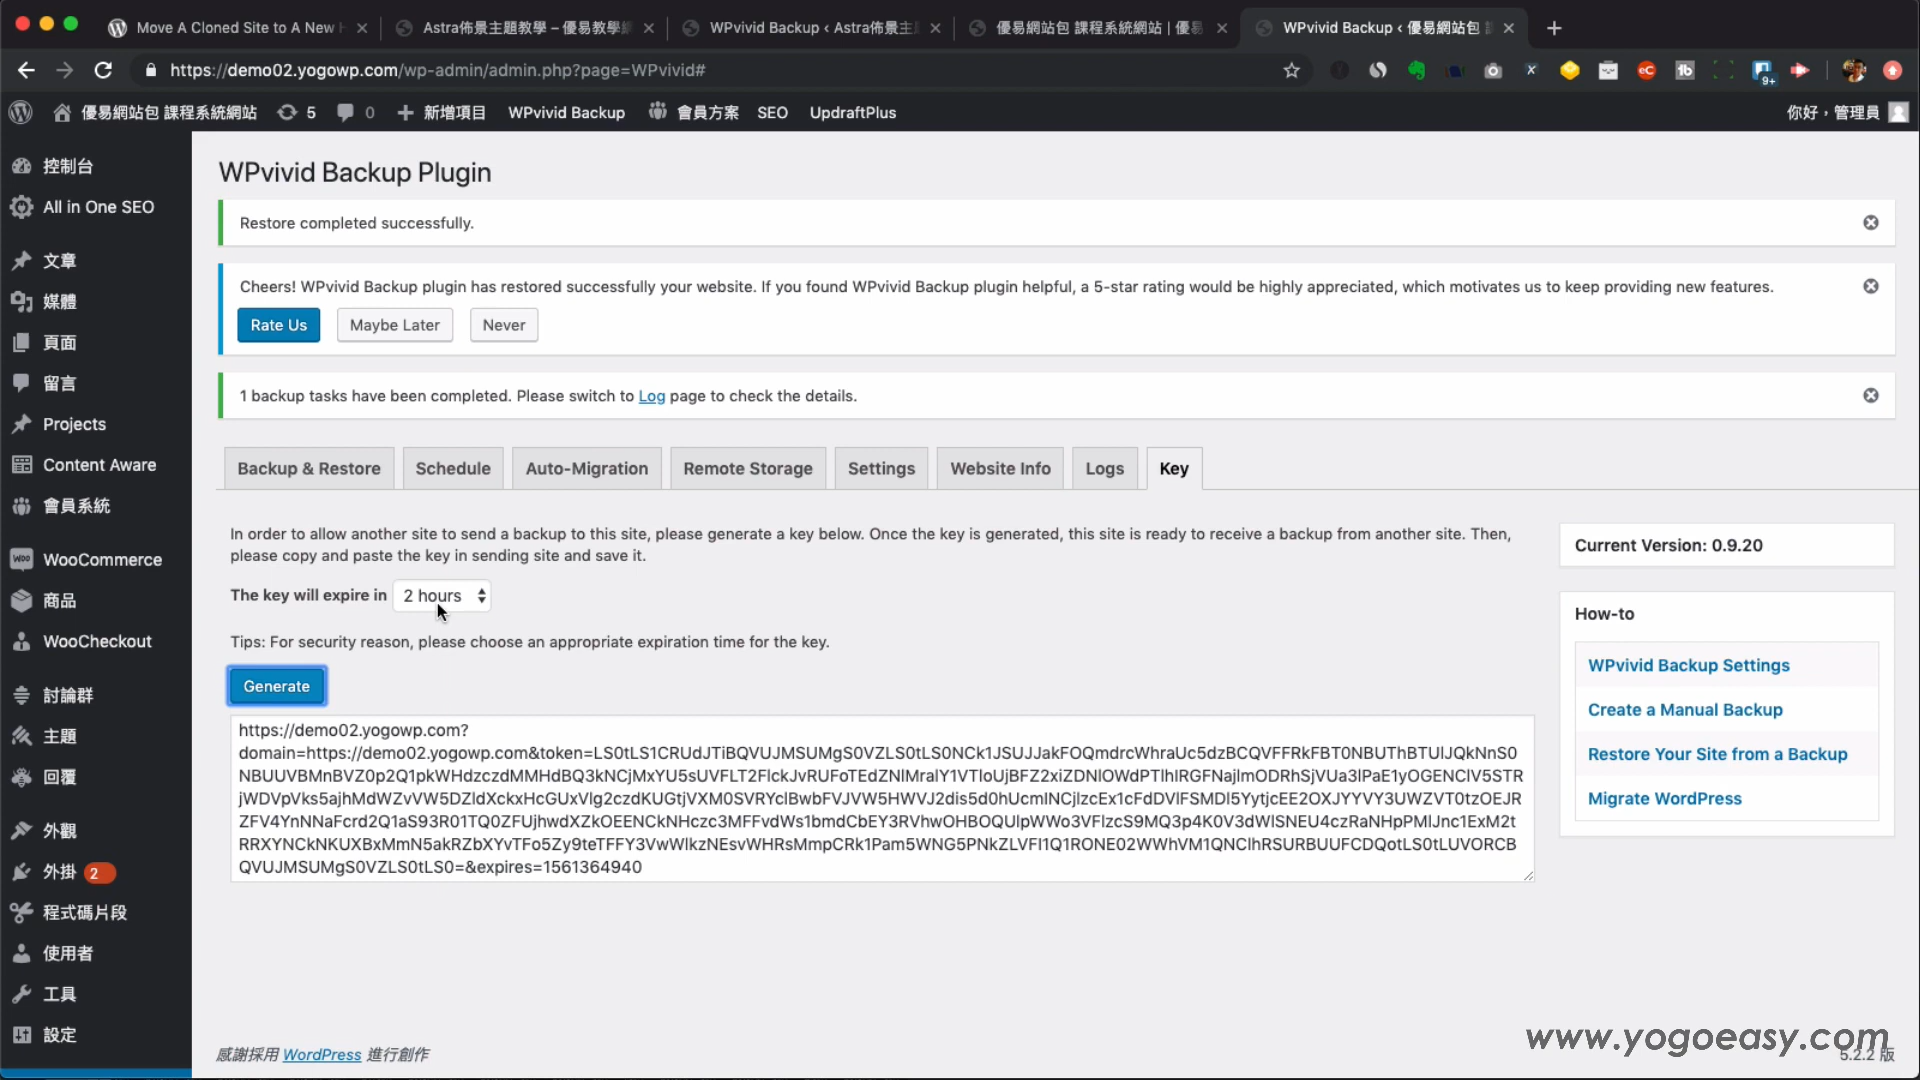 Move A Cloned Site to A New H
Astra佈景主題教學 – 優易教學網
WPvivid Backup ‹ Astra佈景主
優易網站包 課程系統網站 | 優易
WPvivid Backup ‹ 優易網站包
https://demo02.yogowp.com/wp-admin/admin.php?page=WPvivid#
優易網站包 課程系統網站
5
0
新增項目
WPvivid Backup
會員方案
SEO
UpdraftPlus
你好，管理員
控制台
All in One SEO
文章
媒體
頁面
留言
Projects
Content Aware
會員系統
WooCommerce
商品
WooCheckout
討論群
主題
回覆
外觀
外掛 2
程式碼片段
使用者
工具
設定
WPvivid Backup Plugin
Restore completed successfully.
Cheers! WPvivid Backup plugin has restored successfully your website. If you found WPvivid Backup plugin helpful, a 5-star rating would be highly appreciated, which motivates us to keep providing new features.
Rate Us
Maybe Later
Never
1 backup tasks have been completed. Please switch to Log page to check the details.
Backup & Restore
Schedule
Auto-Migration
Remote Storage
Settings
Website Info
Logs
Key
In order to allow another site to send a backup to this site, please generate a key below. Once the key is generated, this site is ready to receive a backup from another site. Then,
please copy and paste the key in sending site and save it.
The key will expire in 2 hours
Tips: For security reason, please choose an appropriate expiration time for the key.
Generate
https://demo02.yogowp.com?
QVUJMSUMgS0VZLS0tLS0=&expires=1561364940
Current Version: 0.9.20
How-to
WPvivid Backup Settings
Create a Manual Backup
Restore Your Site from a Backup
Migrate WordPress
感謝採用 WordPress 進行創作
www.yogoeasy.com
5.2.2 版